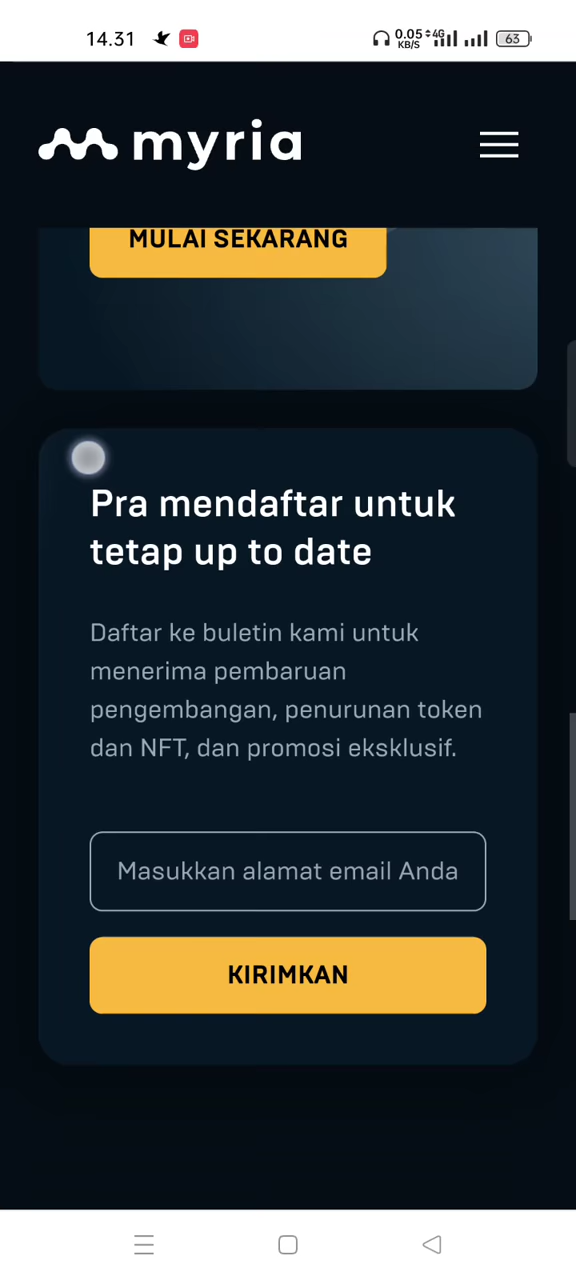 14.31
0.05 KB/S 4G 63
myria
MULAI SEKARANG
Pra mendaftar untuk
tetap up to date
Daftar ke buletin kami untuk
menerima pembaruan
pengembangan, penurunan token
dan NFT, dan promosi eksklusif.
Masukkan alamat email Anda
KIRIMKAN